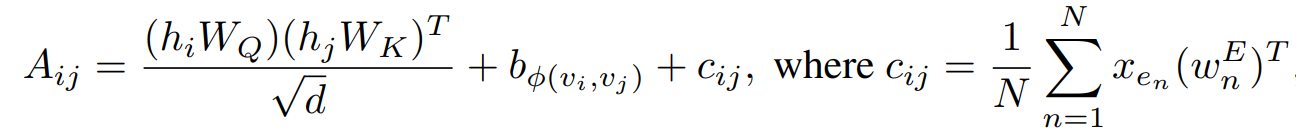 A_{ij} = \frac{(h_i W_Q)(h_j W_K)^T}{\sqrt{d}} + b_{\phi(v_i,v_j)} + c_{ij}, where c_{ij} = \frac{1}{N} \sum_{n=1}^{N} x_{e_n}(w_n^E)^T.